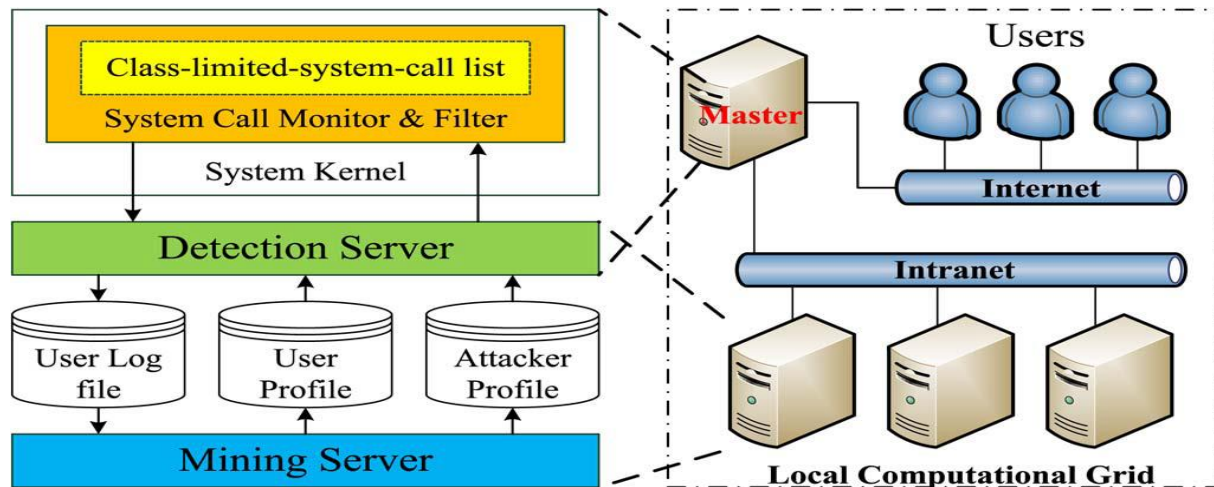 Class-limited-system-call list
System Call Monitor & Filter
System Kernel
Detection Server
User Log
file
User
Profile
Attacker
Profile
Mining Server
Users
Master
Internet
Intranet
Local Computational Grid